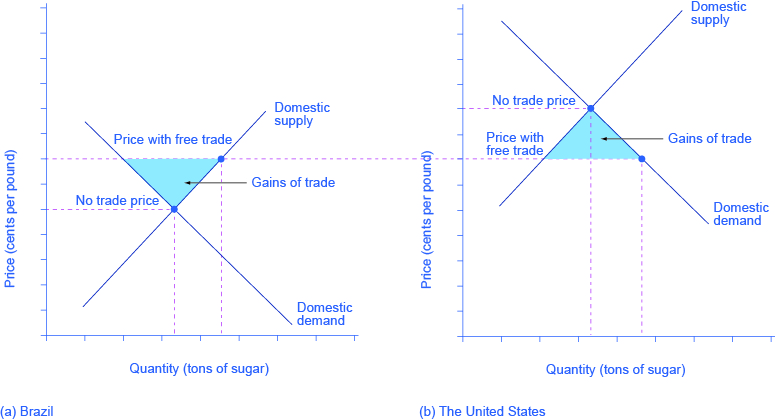 Domestic
supply
Price with free trade
Gains of trade
No trade price
Domestic
demand
Price (cents per pound)
Quantity (tons of sugar)
(a) Brazil
Domestic
supply
No trade price
Price with
free trade
Gains of trade
Domestic
demand
Price (cents per pound)
Quantity (tons of sugar)
(b) The United States